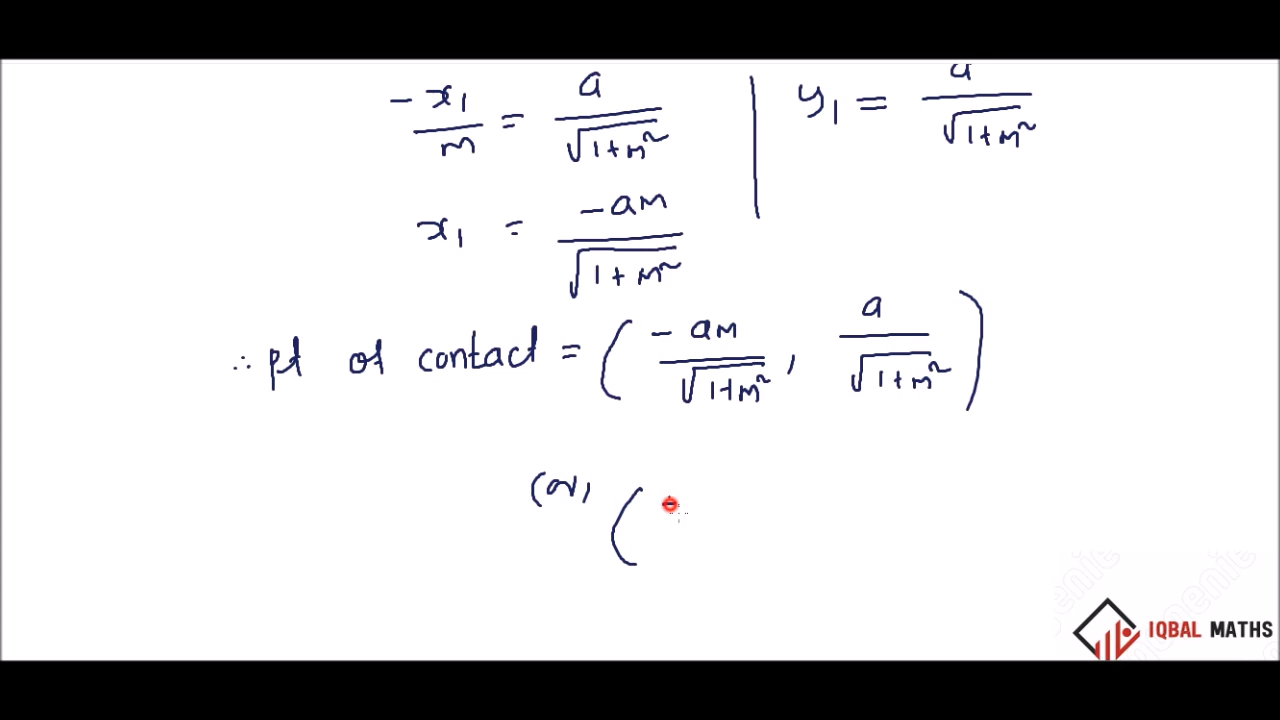 -x₁/m = a/√(1+m²) | y₁ = a/√(1+m²)
x₁ = -am/√(1+m²)
∴ pt of contact = (-am/√(1+m²), a/√(1+m²))
(or) ( -
IQBAL MATHS